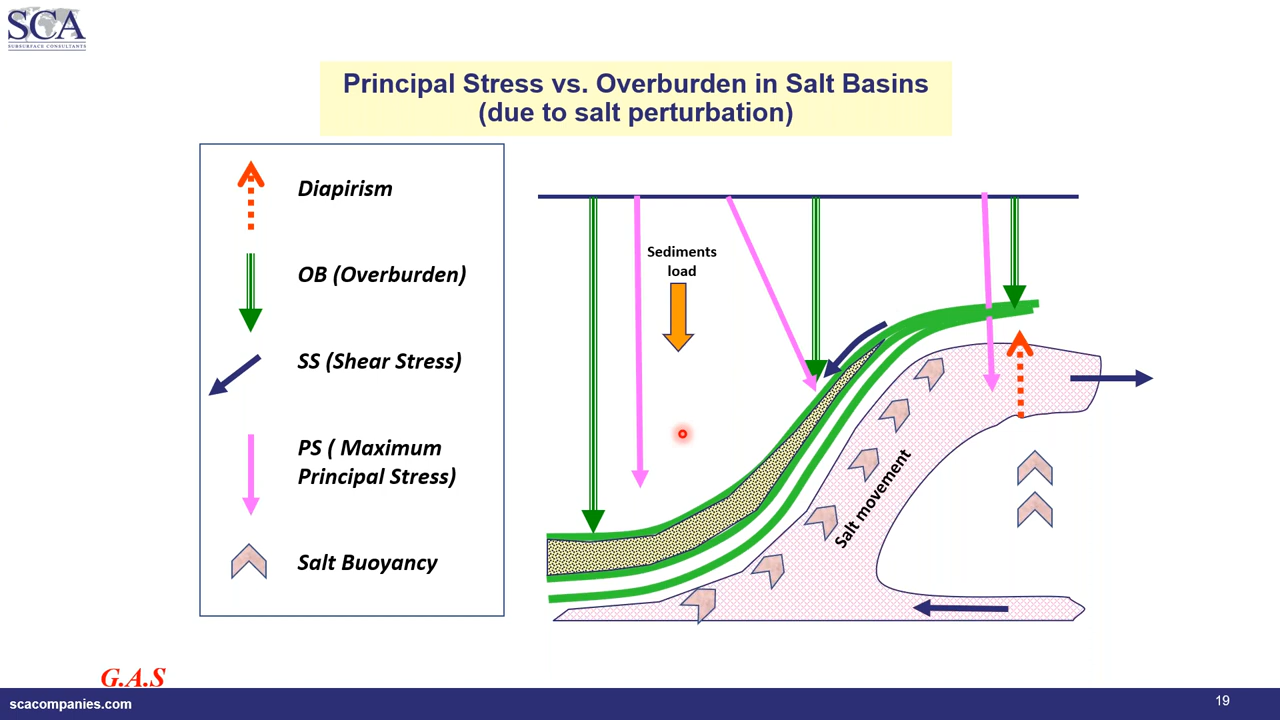 SCA
SUBSURFACE CONSULTANTS
Principal Stress vs. Overburden in Salt Basins
(due to salt perturbation)
Diapirism
OB (Overburden)
SS (Shear Stress)
PS ( Maximum
Principal Stress)
Salt Buoyancy
Sediments
load
Salt movement
G.A.S
scacompanies.com
19